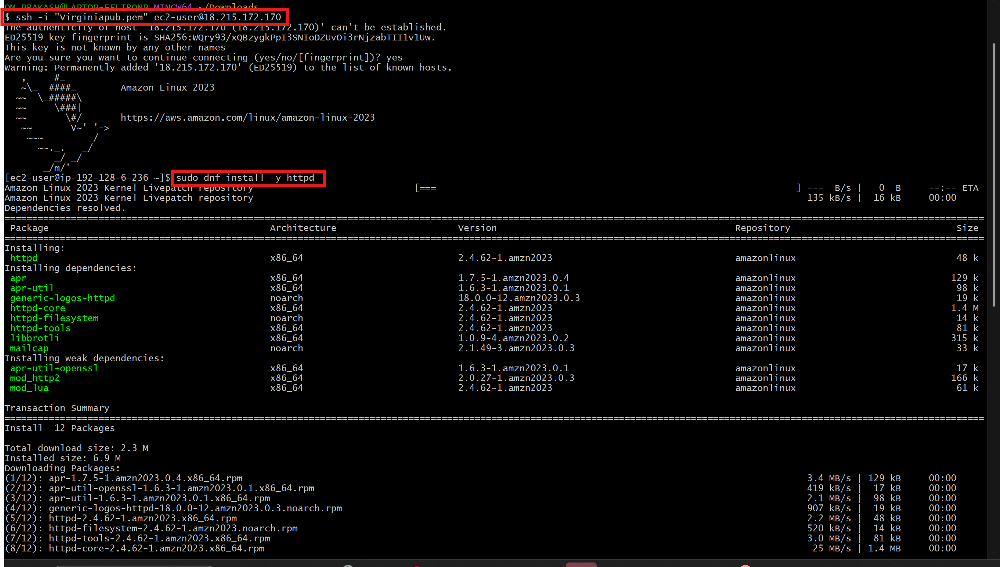 OM PRAKASH@LAPTOP-EFLTRONP MINGW64 ~/Downloads
$ ssh -i "Virginiapub.pem" ec2-user@18.215.172.170
The authenticity of host '18.215.172.170 (18.215.172.170)' can't be established.
ED25519 key fingerprint is SHA256:WQry93/xQBzygkPpI3SNIoDZUvOi3rNjzabTII1v1Uw.
This key is not known by any other names
Are you sure you want to continue connecting (yes/no/[fingerprint])? yes
Warning: Permanently added '18.215.172.170' (ED25519) to the list of known hosts.
   ,     #_
   ~\_  ####_        Amazon Linux 2023
  ~~  \_#####\
  ~~     \###|
  ~~       \#/ ___   https://aws.amazon.com/linux/amazon-linux-2023
   ~~       V~' '->
    ~~~         /
      ~~._.   _/
         _/ _/
       _/m/'
[ec2-user@ip-192-128-6-236 ~]$ sudo dnf install -y httpd
Amazon Linux 2023 Kernel Livepatch repository [=== ] --- B/s | 0 B --:-- ETA
Amazon Linux 2023 Kernel Livepatch repository 135 kB/s | 16 kB 00:00
Dependencies resolved.
================================================================================
Package Architecture Version Repository Size
================================================================================
Installing:
httpd x86_64 2.4.62-1.amzn2023 amazonlinux 48 k
Installing dependencies:
apr x86_64 1.7.5-1.amzn2023.0.4 amazonlinux 129 k
apr-util x86_64 1.6.3-1.amzn2023.0.1 amazonlinux 98 k
generic-logos-httpd noarch 18.0.0-12.amzn2023.0.3 amazonlinux 19 k
httpd-core x86_64 2.4.62-1.amzn2023 amazonlinux 1.4 M
httpd-filesystem noarch 2.4.62-1.amzn2023 amazonlinux 14 k
httpd-tools x86_64 2.4.62-1.amzn2023 amazonlinux 81 k
libbrotli x86_64 1.0.9-4.amzn2023.0.2 amazonlinux 315 k
mailcap noarch 2.1.49-3.amzn2023.0.3 amazonlinux 33 k
Installing weak dependencies:
apr-util-openssl x86_64 1.6.3-1.amzn2023.0.1 amazonlinux 17 k
mod_http2 x86_64 2.0.27-1.amzn2023.0.3 amazonlinux 166 k
mod_lua x86_64 2.4.62-1.amzn2023 amazonlinux 61 k
Transaction Summary
================================================================================
Install 12 Packages
Total download size: 2.3 M
Installed size: 6.9 M
Downloading Packages:
(1/12): apr-1.7.5-1.amzn2023.0.4.x86_64.rpm 3.4 MB/s | 129 kB 00:00
(2/12): apr-util-openssl-1.6.3-1.amzn2023.0.1.x86_64.rpm 419 kB/s | 17 kB 00:00
(3/12): apr-util-1.6.3-1.amzn2023.0.1.x86_64.rpm 2.1 MB/s | 98 kB 00:00
(4/12): generic-logos-httpd-18.0.0-12.amzn2023.0.3.noarch.rpm 907 kB/s | 19 kB 00:00
(5/12): httpd-2.4.62-1.amzn2023.x86_64.rpm 2.2 MB/s | 48 kB 00:00
(6/12): httpd-filesystem-2.4.62-1.amzn2023.noarch.rpm 520 kB/s | 14 kB 00:00
(7/12): httpd-tools-2.4.62-1.amzn2023.x86_64.rpm 3.0 MB/s | 81 kB 00:00
(8/12): httpd-core-2.4.62-1.amzn2023.x86_64.rpm 25 MB/s | 1.4 MB 00:00